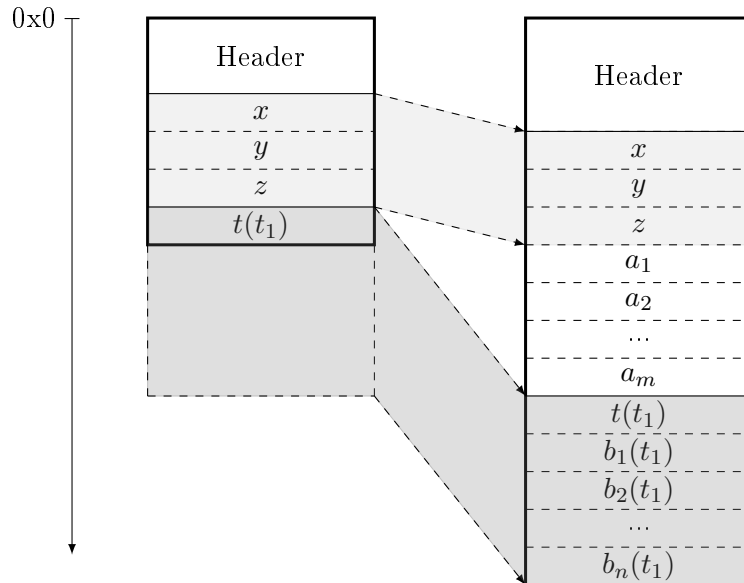 0x0
Header
x
y
z
t(t₁)
Header
x
y
z
a₁
a₂
...
aₘ
t(t₁)
b₁(t₁)
b₂(t₁)
...
bₙ(t₁)